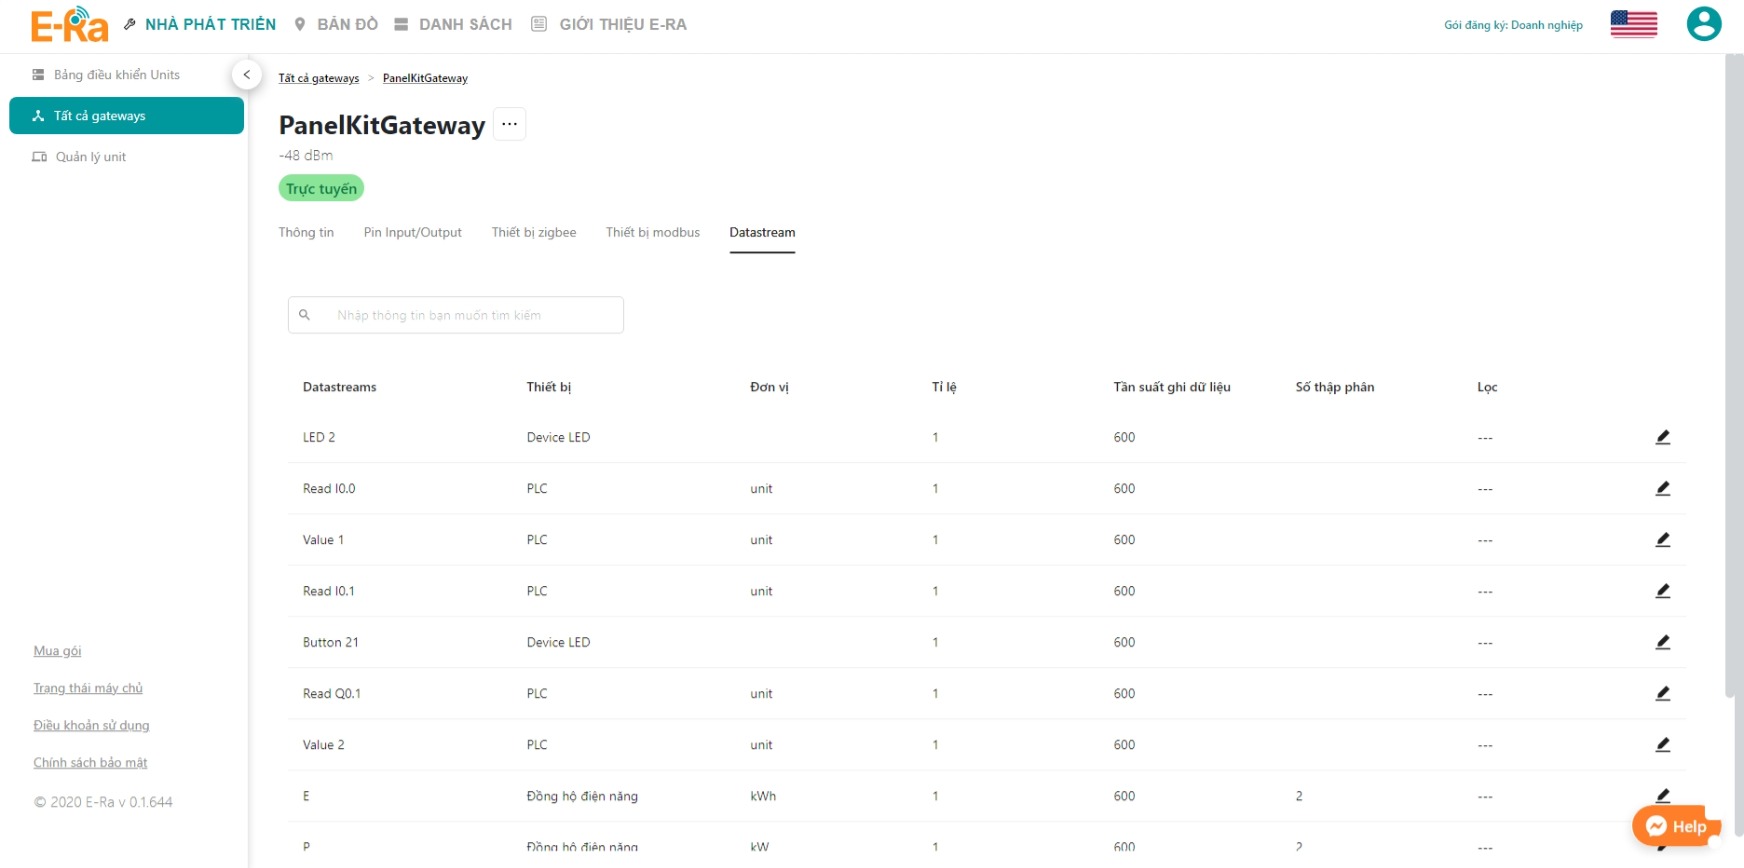 E-Ra NHÀ PHÁT TRIỂN BẢN ĐỒ DANH SÁCH GIỚI THIỆU E-RA Gói đăng ký: Doanh nghiệp
Bảng điều khiển Units
Tất cả gateways
Quản lý unit
Mua gói
Trạng thái máy chủ
Điều khoản sử dụng
Chính sách bảo mật
© 2020 E-Ra v 0.1.644
Tất cả gateways > PanelKitGateway
PanelKitGateway ...
-48 dBm
Trực tuyến
Thông tin Pin Input/Output Thiết bị zigbee Thiết bị modbus Datastream
Nhập thông tin bạn muốn tìm kiếm
Datastreams Thiết bị Đơn vị Tỉ lệ Tần suất ghi dữ liệu Số thập phân Lọc
LED 2 Device LED 1 600 ---
Read I0.0 PLC unit 1 600 ---
Value 1 PLC unit 1 600 ---
Read I0.1 PLC unit 1 600 ---
Button 21 Device LED 1 600 ---
Read Q0.1 PLC unit 1 600 ---
Value 2 PLC unit 1 600 ---
E Đồng hộ điện năng kWh 1 600 2 ---
P Đồng hộ điện năng kW 1 600 2 ---
Help